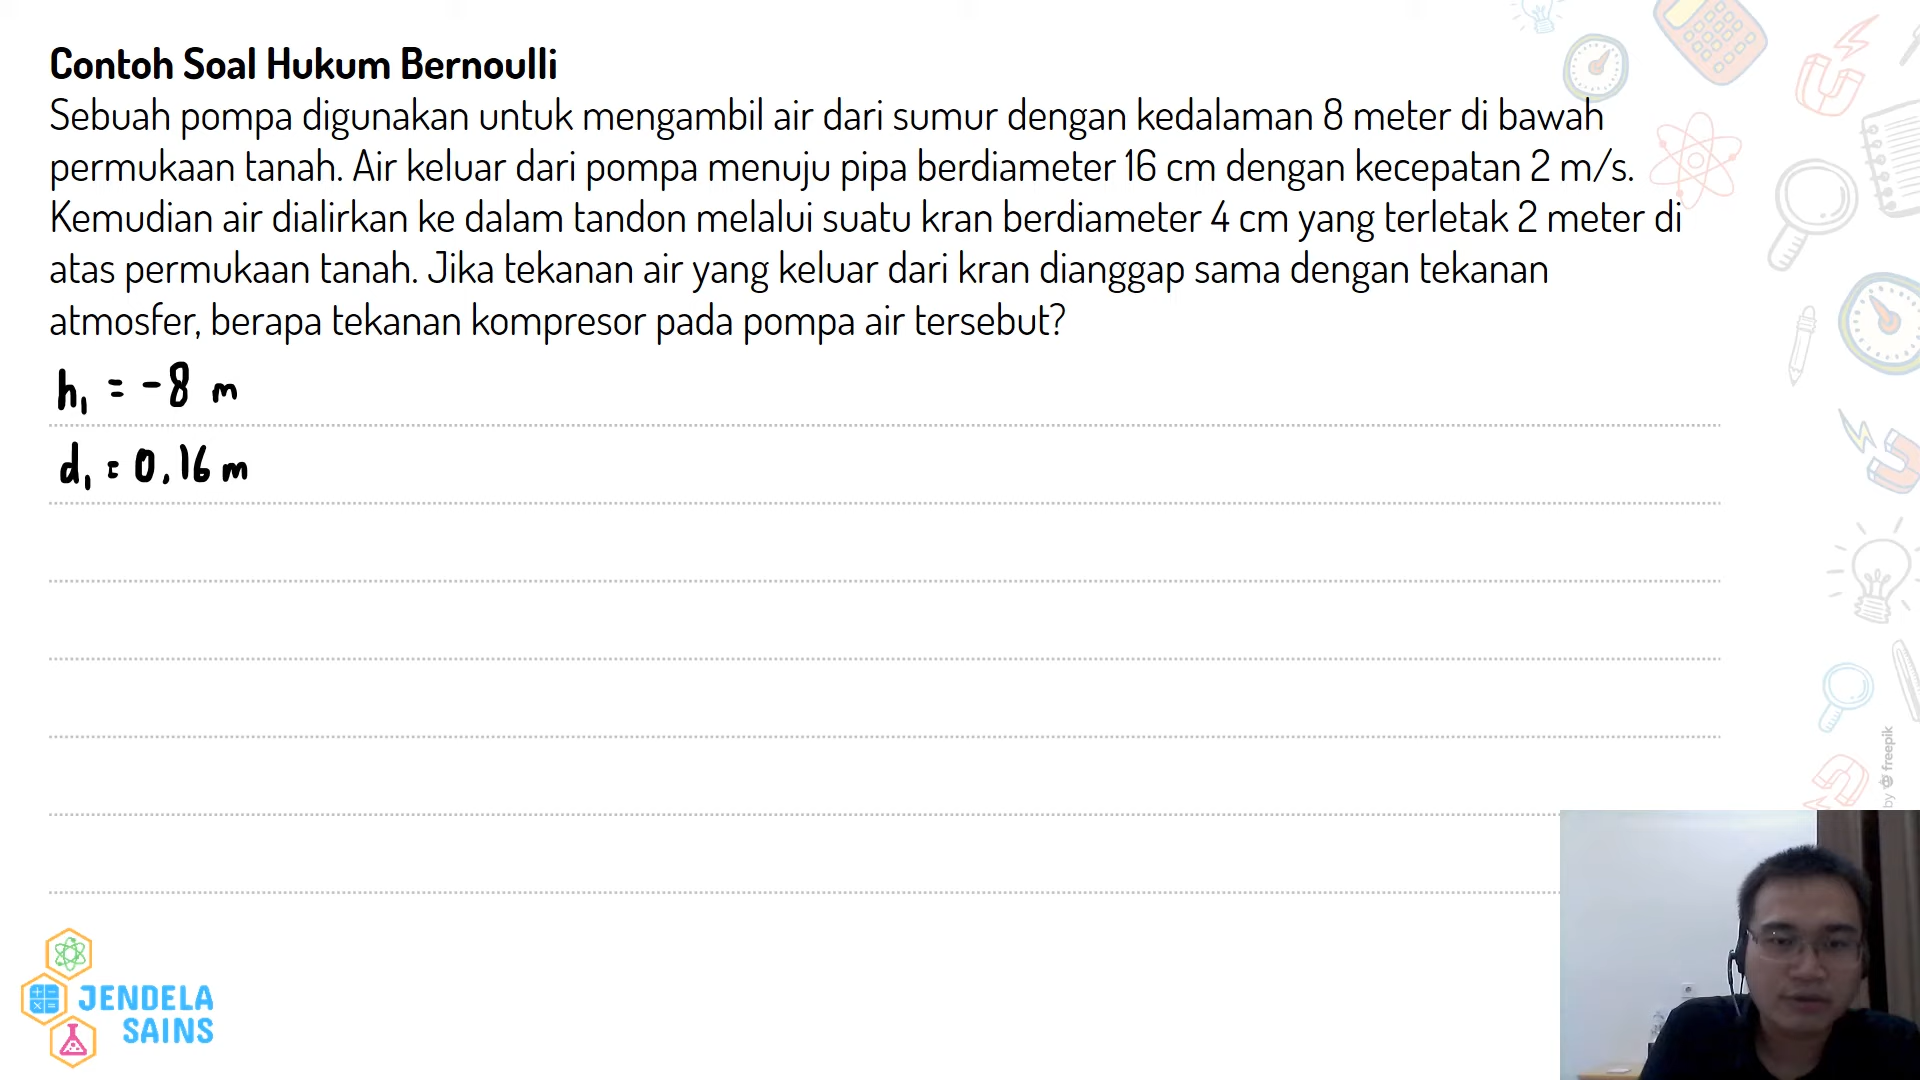 Contoh Soal Hukum Bernoulli
Sebuah pompa digunakan untuk mengambil air dari sumur dengan kedalaman 8 meter di bawah
permukaan tanah. Air keluar dari pompa menuju pipa berdiameter 16 cm dengan kecepatan 2 m/s.
Kemudian air dialirkan ke dalam tandon melalui suatu kran berdiameter 4 cm yang terletak 2 meter di
atas permukaan tanah. Jika tekanan air yang keluar dari kran dianggap sama dengan tekanan
atmosfer, berapa tekanan kompresor pada pompa air tersebut?
h₁ = -8 m
d₁ = 0,16 m
by freepik
JENDELA
SAINS